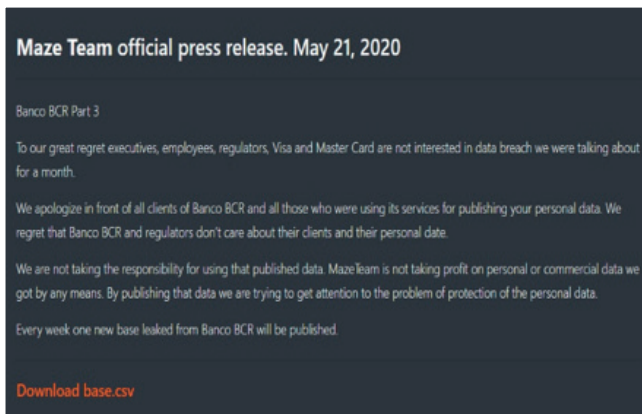 Maze Team official press release. May 21, 2020
Banco BCR Part 3
To our great regret executives, employees, regulators, Visa and Master Card are not interested in data breach we were talking about
for a month.
We apologize in front of all clients of Banco BCR and all those who were using its services for publishing your personal data. We
regret that Banco BCR and regulators don't care about their clients and their personal date.
We are not taking the responsibility for using that published data. MazeTeam is not taking profit on personal or commercial data we
got by any means. By publishing that data we are trying to get attention to the problem of protection of the personal data.
Every week one new base leaked from Banco BCR will be published.
Download base.csv